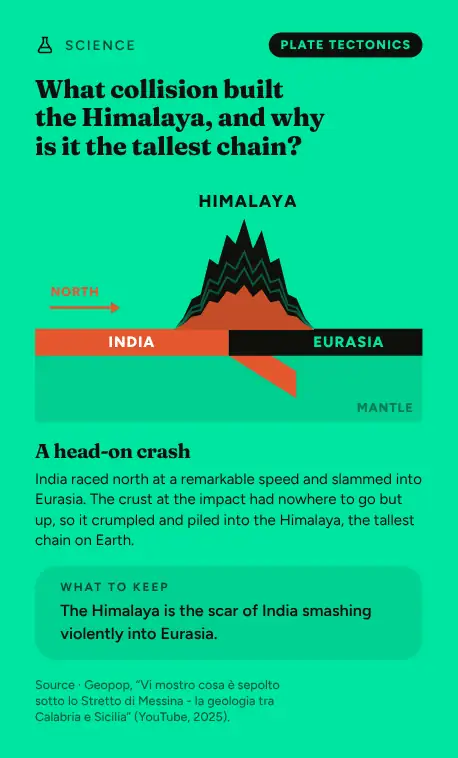 SCIENCE
PLATE TECTONICS
What collision built
the Himalaya, and why
is it the tallest chain?
HIMALAYA
NORTH
INDIA
EURASIA
MANTLE
A head-on crash
India raced north at a remarkable speed and slammed into
Eurasia. The crust at the impact had nowhere to go but
up, so it crumpled and piled into the Himalaya, the tallest
chain on Earth.
WHAT TO KEEP
The Himalaya is the scar of India smashing
violently into Eurasia.
Source · Geopop, “Vi mostro cosa è sepolto
sotto lo Stretto di Messina - la geologia tra
Calabria e Sicilia” (YouTube, 2025).